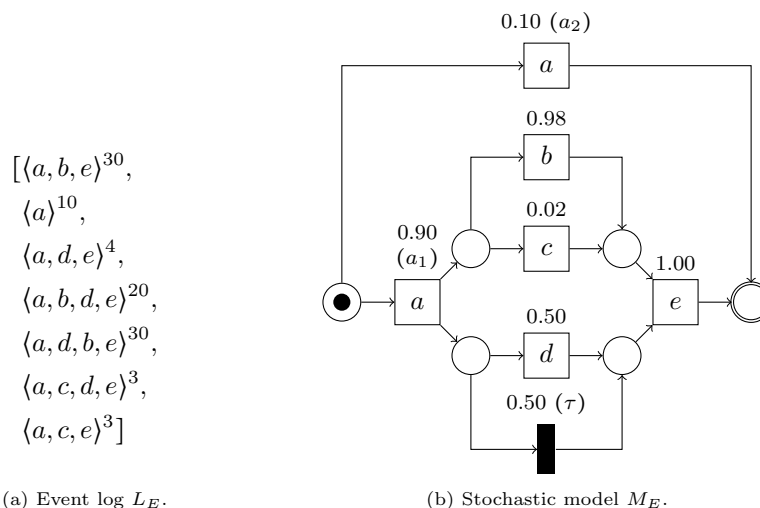 [⟨a, b, e⟩^30,
⟨a⟩^10,
⟨a, d, e⟩^4,
⟨a, b, d, e⟩^20,
⟨a, d, b, e⟩^30,
⟨a, c, d, e⟩^3,
⟨a, c, e⟩^3]
(a) Event log L_E.
0.10 (a_2)
a
0.98
b
0.90
(a_1)
a
0.02
c
1.00
e
0.50
d
0.50 (τ)
(b) Stochastic model M_E.